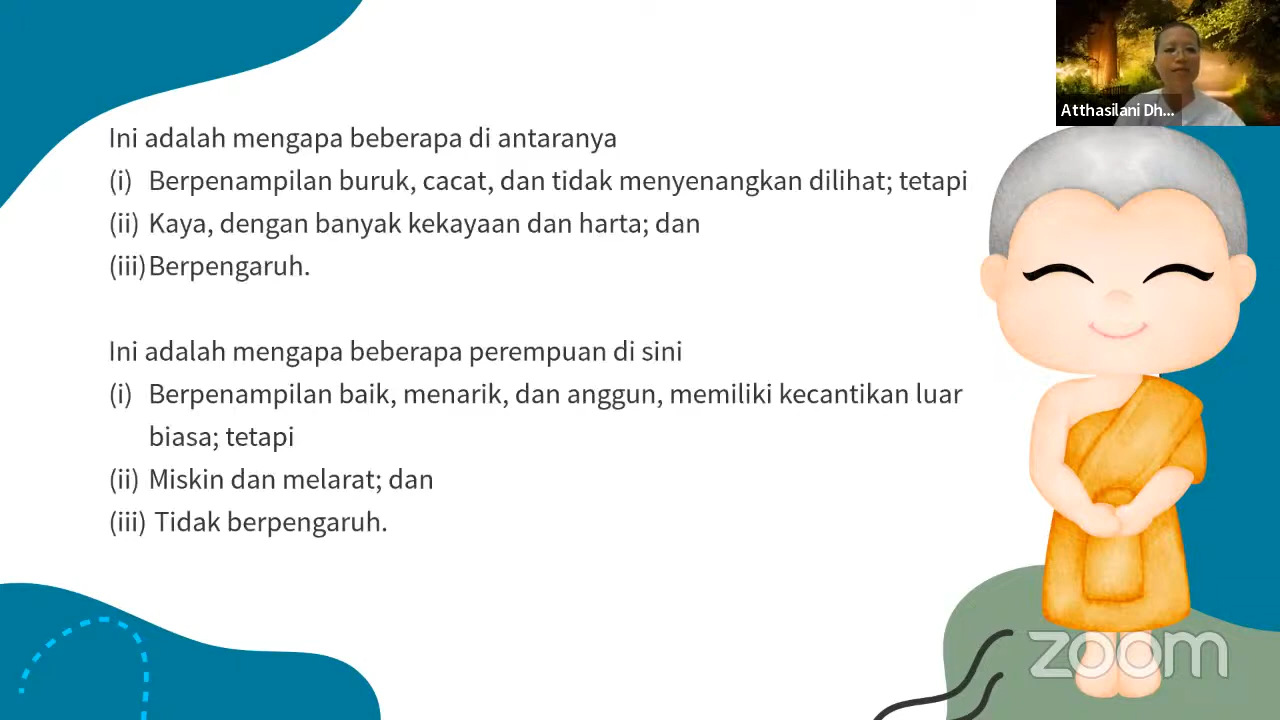 Atthasilani Dh...
Ini adalah mengapa beberapa di antaranya
(i) Berpenampilan buruk, cacat, dan tidak menyenangkan dilihat; tetapi
(ii) Kaya, dengan banyak kekayaan dan harta; dan
(iii) Berpengaruh.
Ini adalah mengapa beberapa perempuan di sini
(i) Berpenampilan baik, menarik, dan anggun, memiliki kecantikan luar
biasa; tetapi
(ii) Miskin dan melarat; dan
(iii) Tidak berpengaruh.
zoom